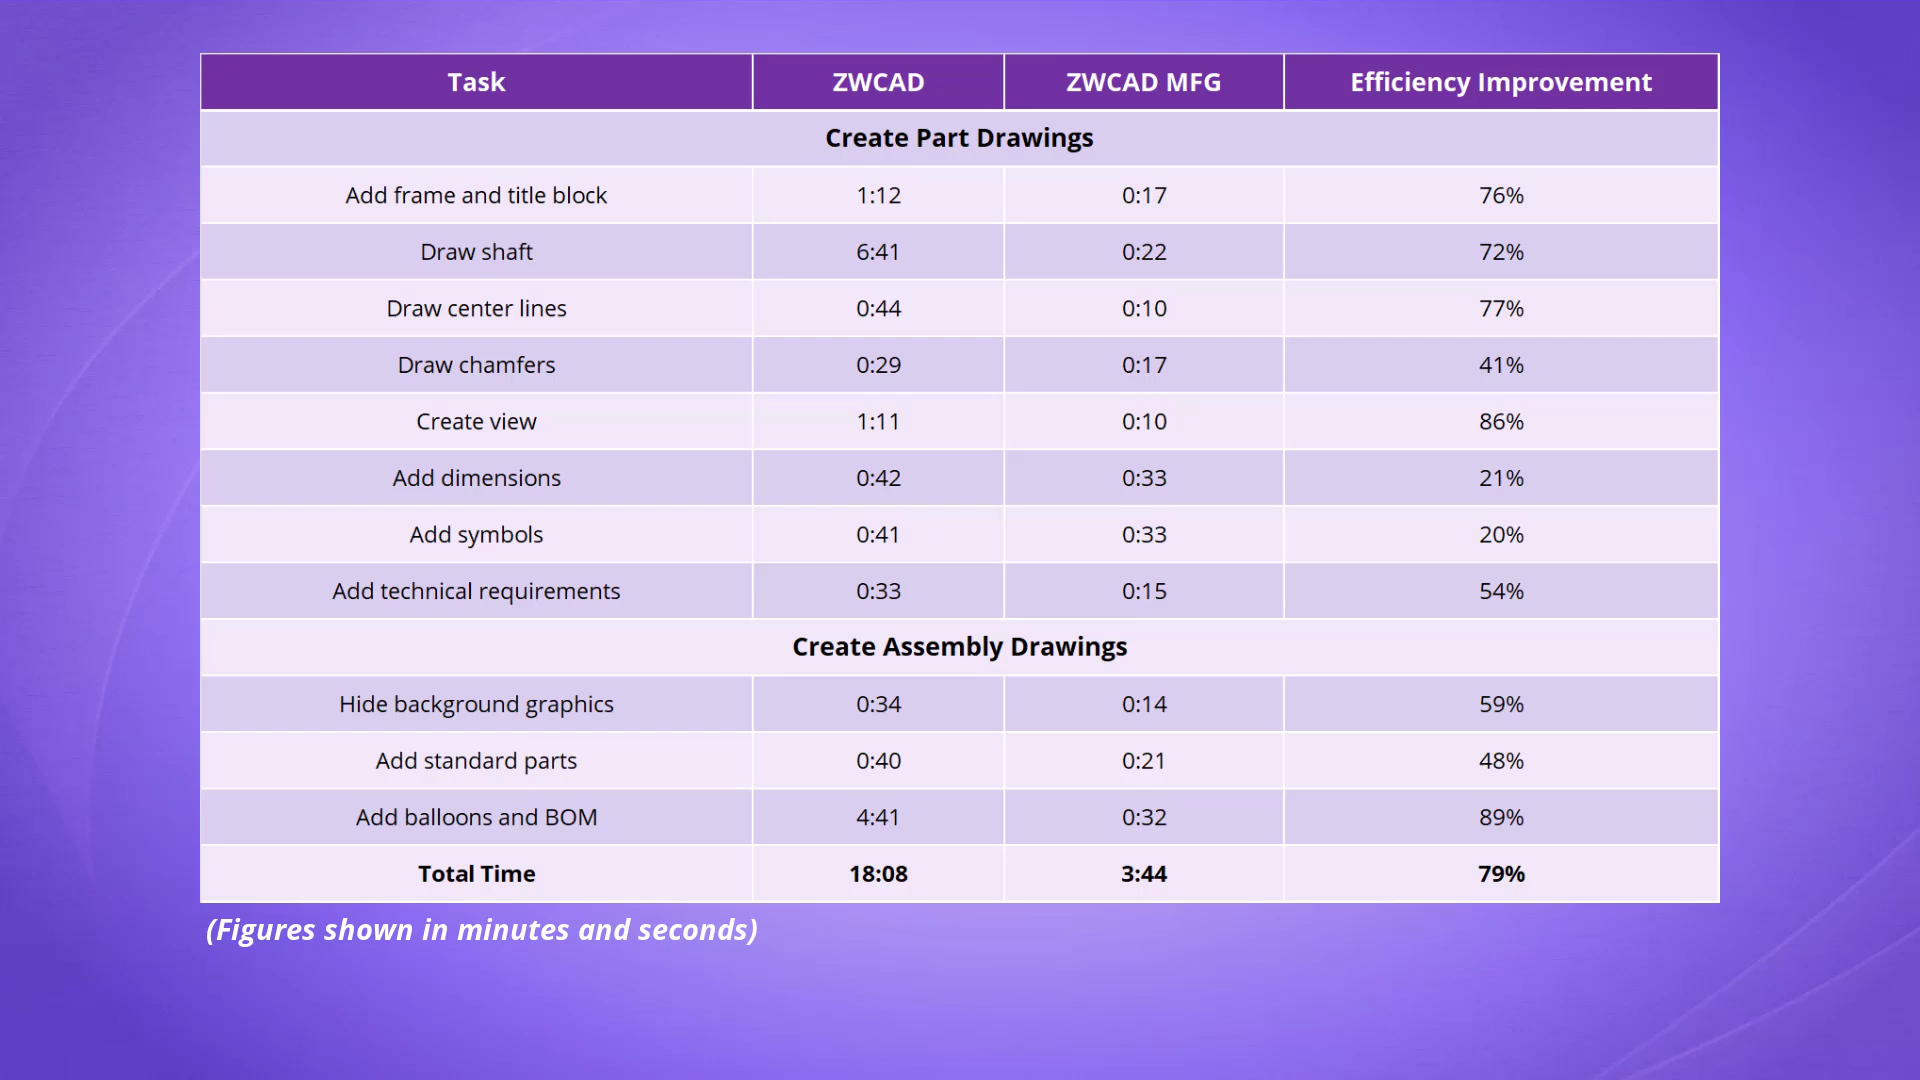 Task ZWCAD ZWCAD MFG Efficiency Improvement
Create Part Drawings
Add frame and title block 1:12 0:17 76%
Draw shaft 6:41 0:22 72%
Draw center lines 0:44 0:10 77%
Draw chamfers 0:29 0:17 41%
Create view 1:11 0:10 86%
Add dimensions 0:42 0:33 21%
Add symbols 0:41 0:33 20%
Add technical requirements 0:33 0:15 54%
Create Assembly Drawings
Hide background graphics 0:34 0:14 59%
Add standard parts 0:40 0:21 48%
Add balloons and BOM 4:41 0:32 89%
Total Time 18:08 3:44 79%
(Figures shown in minutes and seconds)